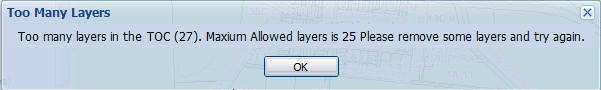 Too Many Layers
Too many layers in the TOC (27). Maxium Allowed layers is 25 Please remove some layers and try again.
OK